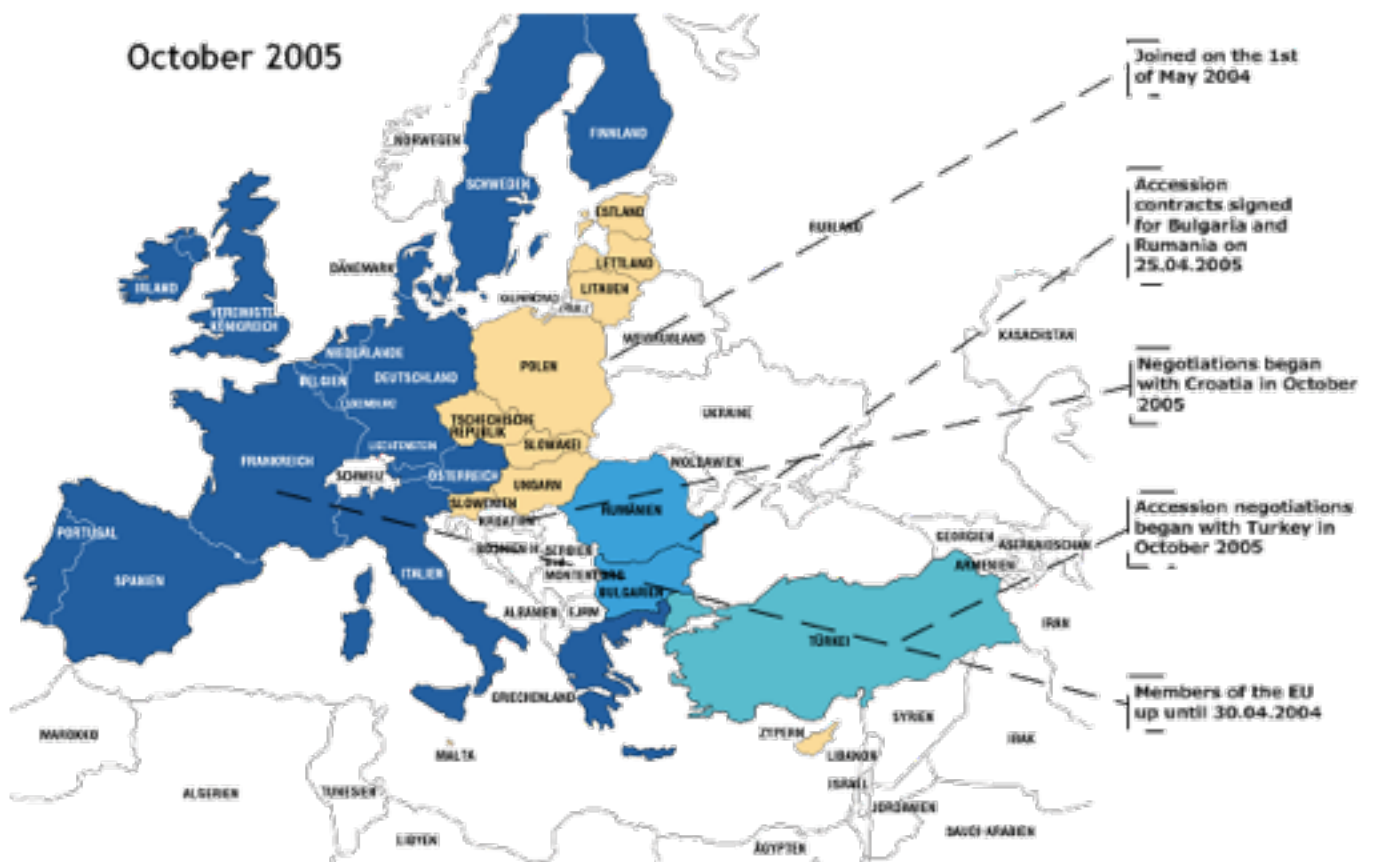 October 2005
Joined on the 1st
of May 2004
Accession
contracts signed
for Bulgaria and
Rumania on
25.04.2005
Negotiations began
with Croatia in October
2005
Accession negotiations
began with Turkey in
October 2005
Members of the EU
up until 30.04.2004
NORWEGEN
FINNLAND
SCHWEDEN
ESTLAND
RUßLAND
LETTLAND
LITAUEN
DÄNEMARK
IRLAND
VEREINIGTES
KÖNIGREICH
KALININGRAD
WEIßRUßLAND
KASACHSTAN
NIEDERLANDE
POLEN
BELGIEN
DEUTSCHLAND
LUXEMBURG
UKRAINE
TSCHECHISCHE
REPUBLIK
SLOWAKEI
LIECHTENSTEIN
FRANKREICH
SCHWEIZ
ÖSTERREICH
MOLDAWIEN
UNGARN
SLOWENIEN
KROATIEN
RUMÄNIEN
PORTUGAL
SPANIEN
ITALIEN
BOSNIEN H.
SERBIEN
MONTENEGRO
BULGARIEN
GEORGIEN
ASERBAIDSCHAN
ARMENIEN
ALBANIEN
EJRM
TÜRKEI
IRAN
GRIECHENLAND
MAROKKO
MALTA
ZYPERN
SYRIEN
LIBANON
IRAK
ALGERIEN
TUNESIEN
ISRAEL
JORDANIEN
SAUDI-ARABIEN
LIBYEN
ÄGYPTEN